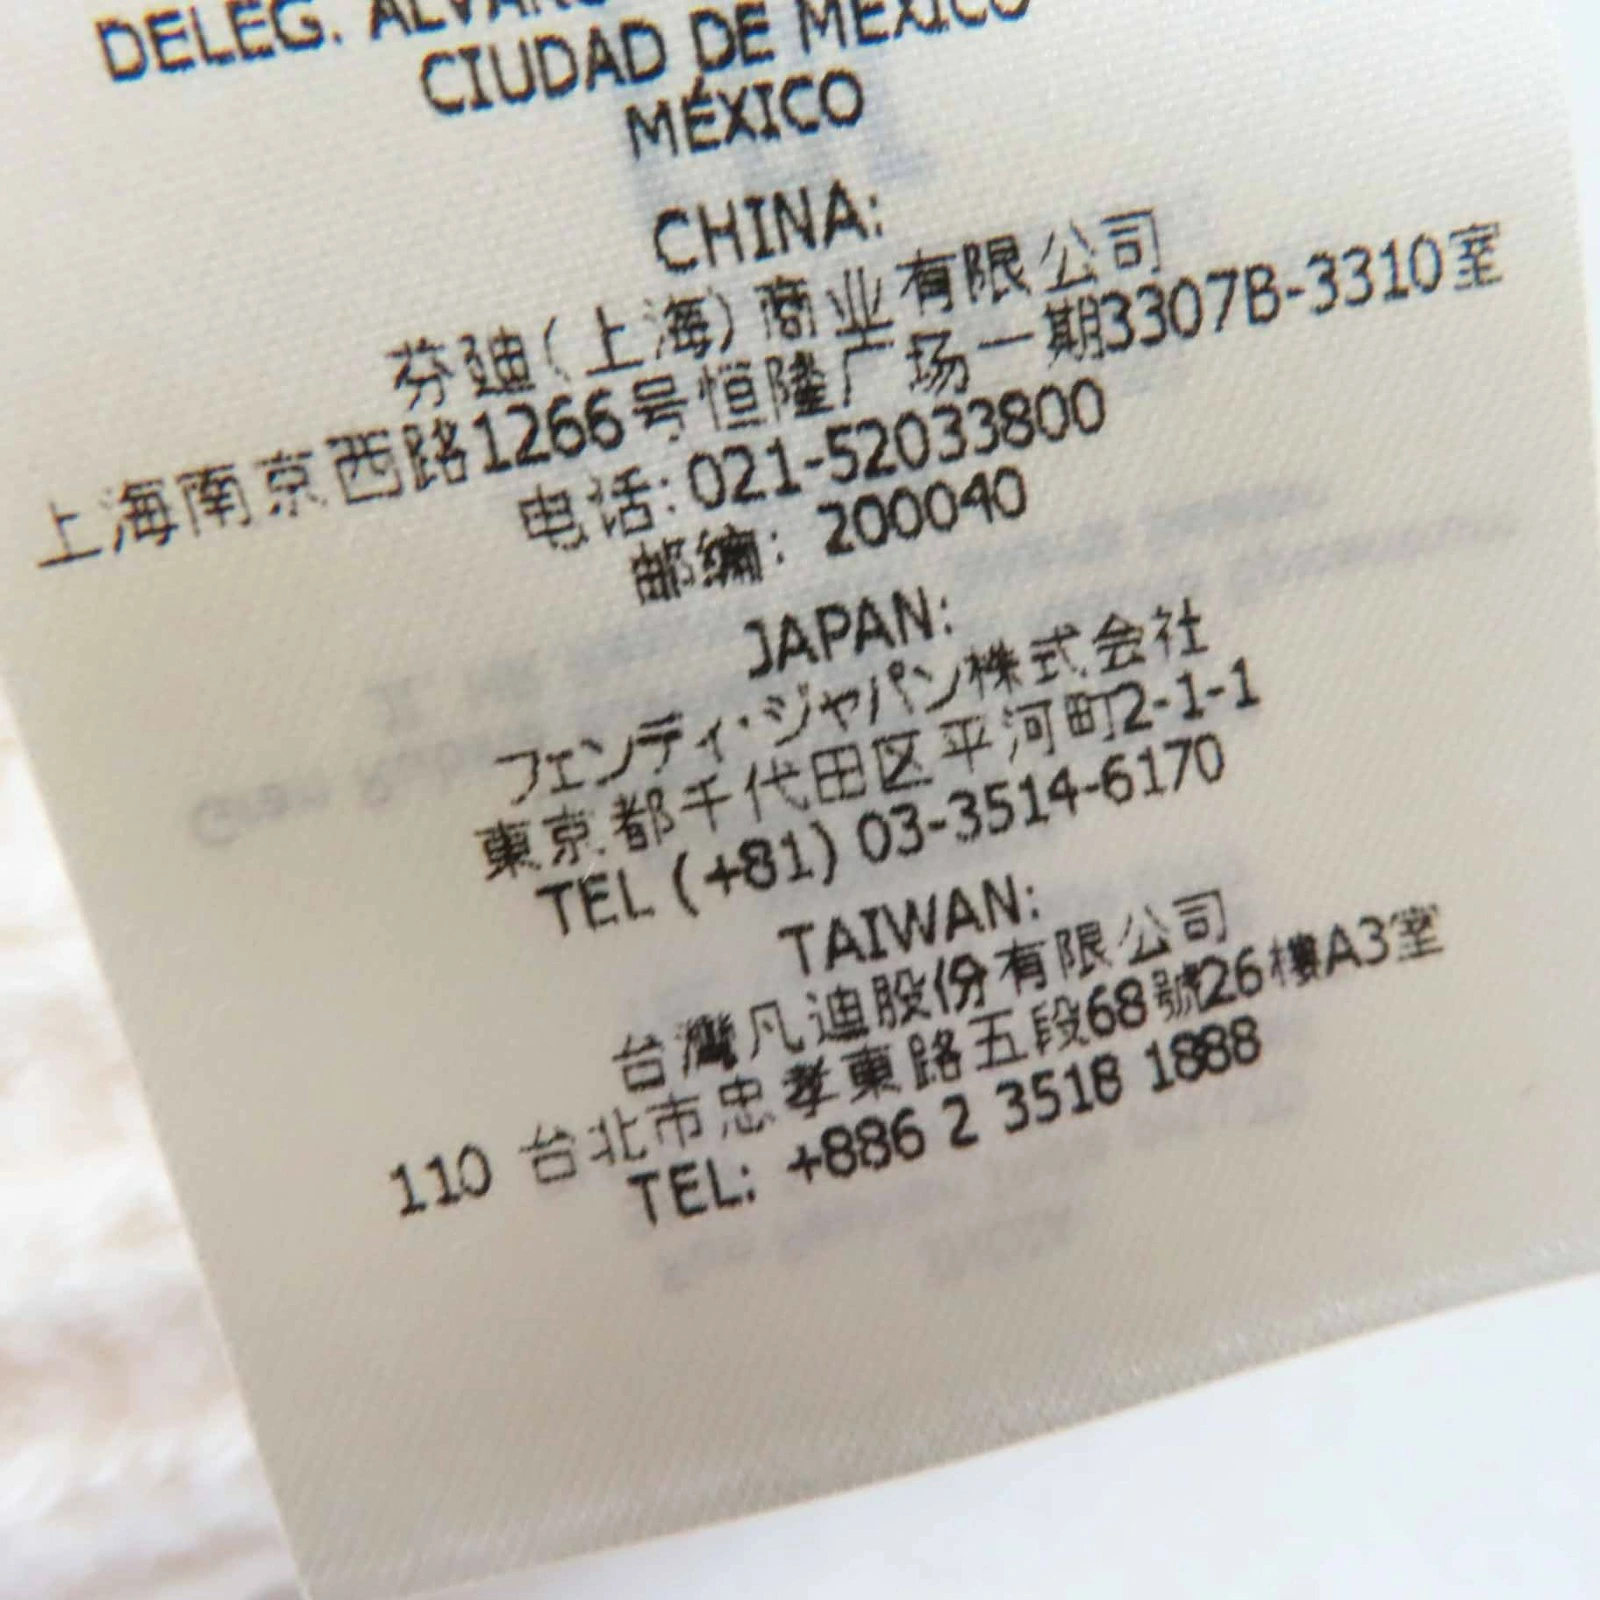 DELEG.
CIUDAD DE MÉXICO
MÉXICO
CHINA:
芬迪(上海)商业有限公司
上海南京西路1266号恒隆广场一期3307B-3310室
电话: 021-52033800
邮编: 200040
JAPAN:
フェンディ・ジャパン株式会社
東京都千代田区平河町2-1-1
TEL (+81) 03-3514-6170
TAIWAN:
台灣凡迪股份有限公司
110 台北市忠孝東路五段68號26樓A3室
TEL: +886 2 3518 1888